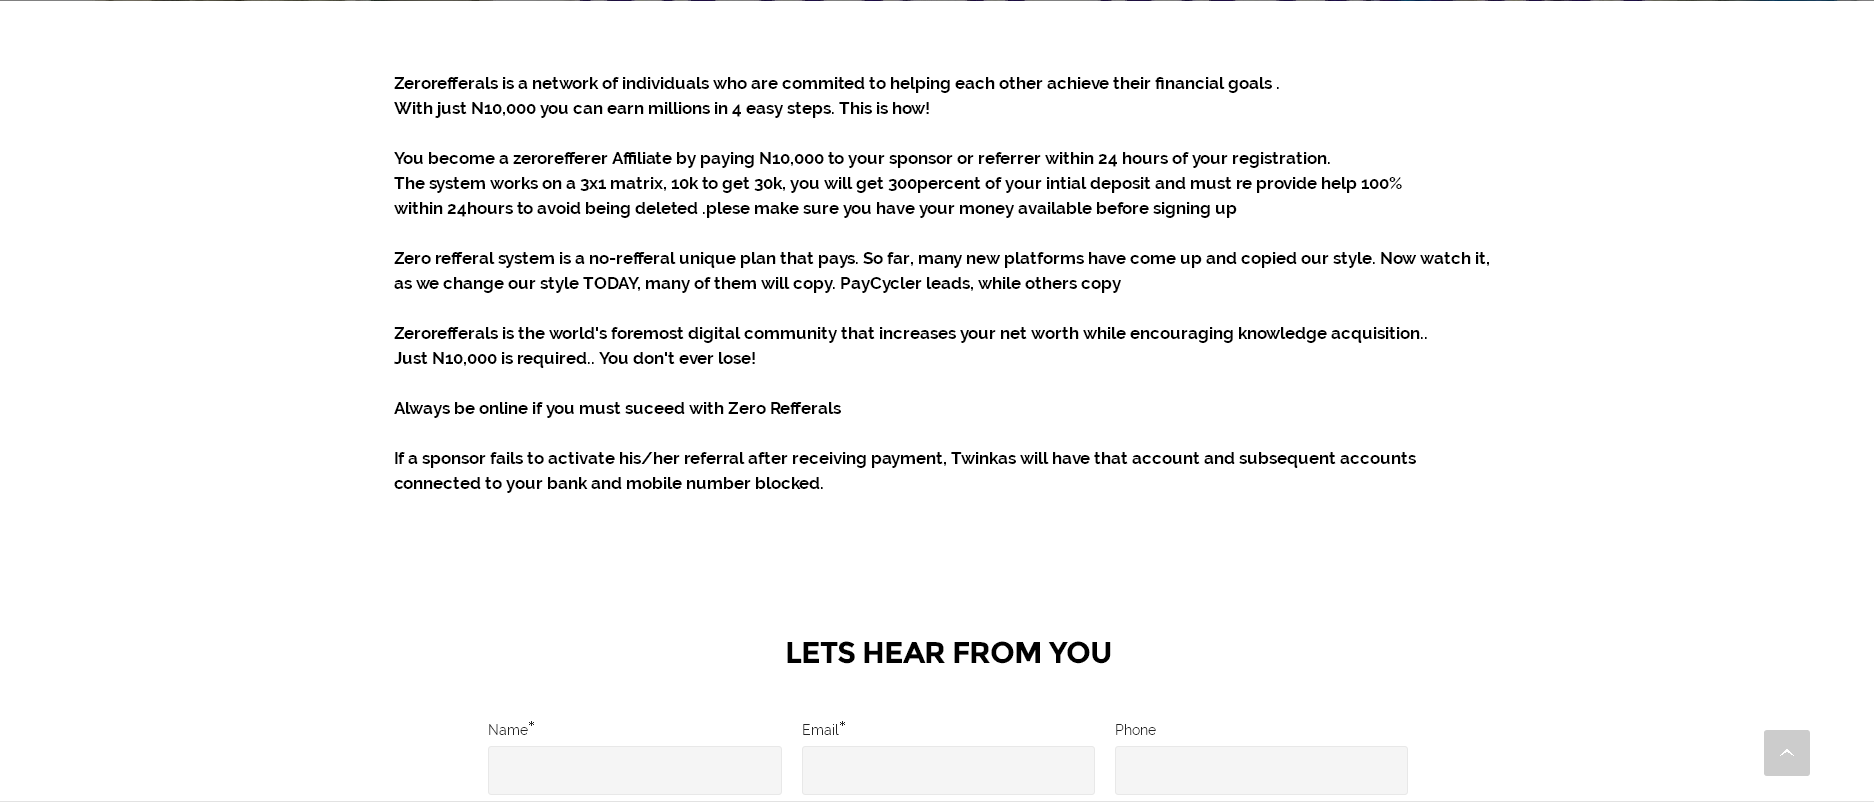 Zerorefferals is a network of individuals who are commited to helping each other achieve their financial goals .
With just N10,000 you can earn millions in 4 easy steps. This is how!
You become a zerorefferer Affiliate by paying N10,000 to your sponsor or referrer within 24 hours of your registration.
The system works on a 3x1 matrix, 10k to get 30k, you will get 300percent of your intial deposit and must re provide help 100%
within 24hours to avoid being deleted .plese make sure you have your money available before signing up
Zero refferal system is a no-refferal unique plan that pays. So far, many new platforms have come up and copied our style. Now watch it,
as we change our style TODAY, many of them will copy. PayCycler leads, while others copy
Zerorefferals is the world's foremost digital community that increases your net worth while encouraging knowledge acquisition..
Just N10,000 is required.. You don't ever lose!
Always be online if you must suceed with Zero Refferals
If a sponsor fails to activate his/her referral after receiving payment, Twinkas will have that account and subsequent accounts
connected to your bank and mobile number blocked.
LETS HEAR FROM YOU
Name* Email* Phone